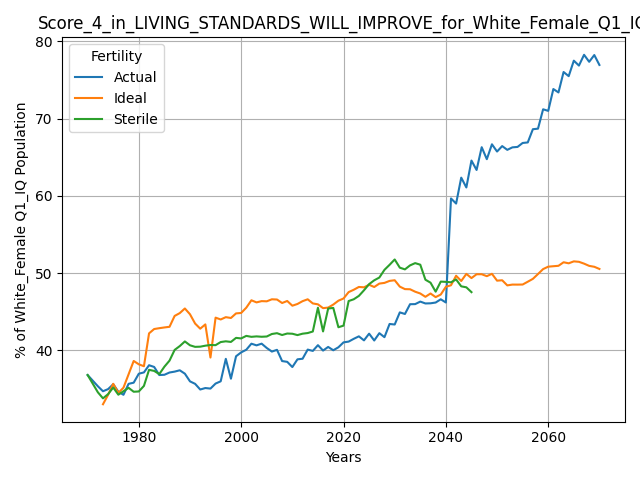 Score_4_in_LIVING_STANDARDS_WILL_IMPROVE_for_White_Female_Q1_IQ
Fertility
Actual
Ideal
Sterile
% of White_Female Q1_IQ Population
80
70
60
50
40
1980
2000
2020
2040
2060
Years